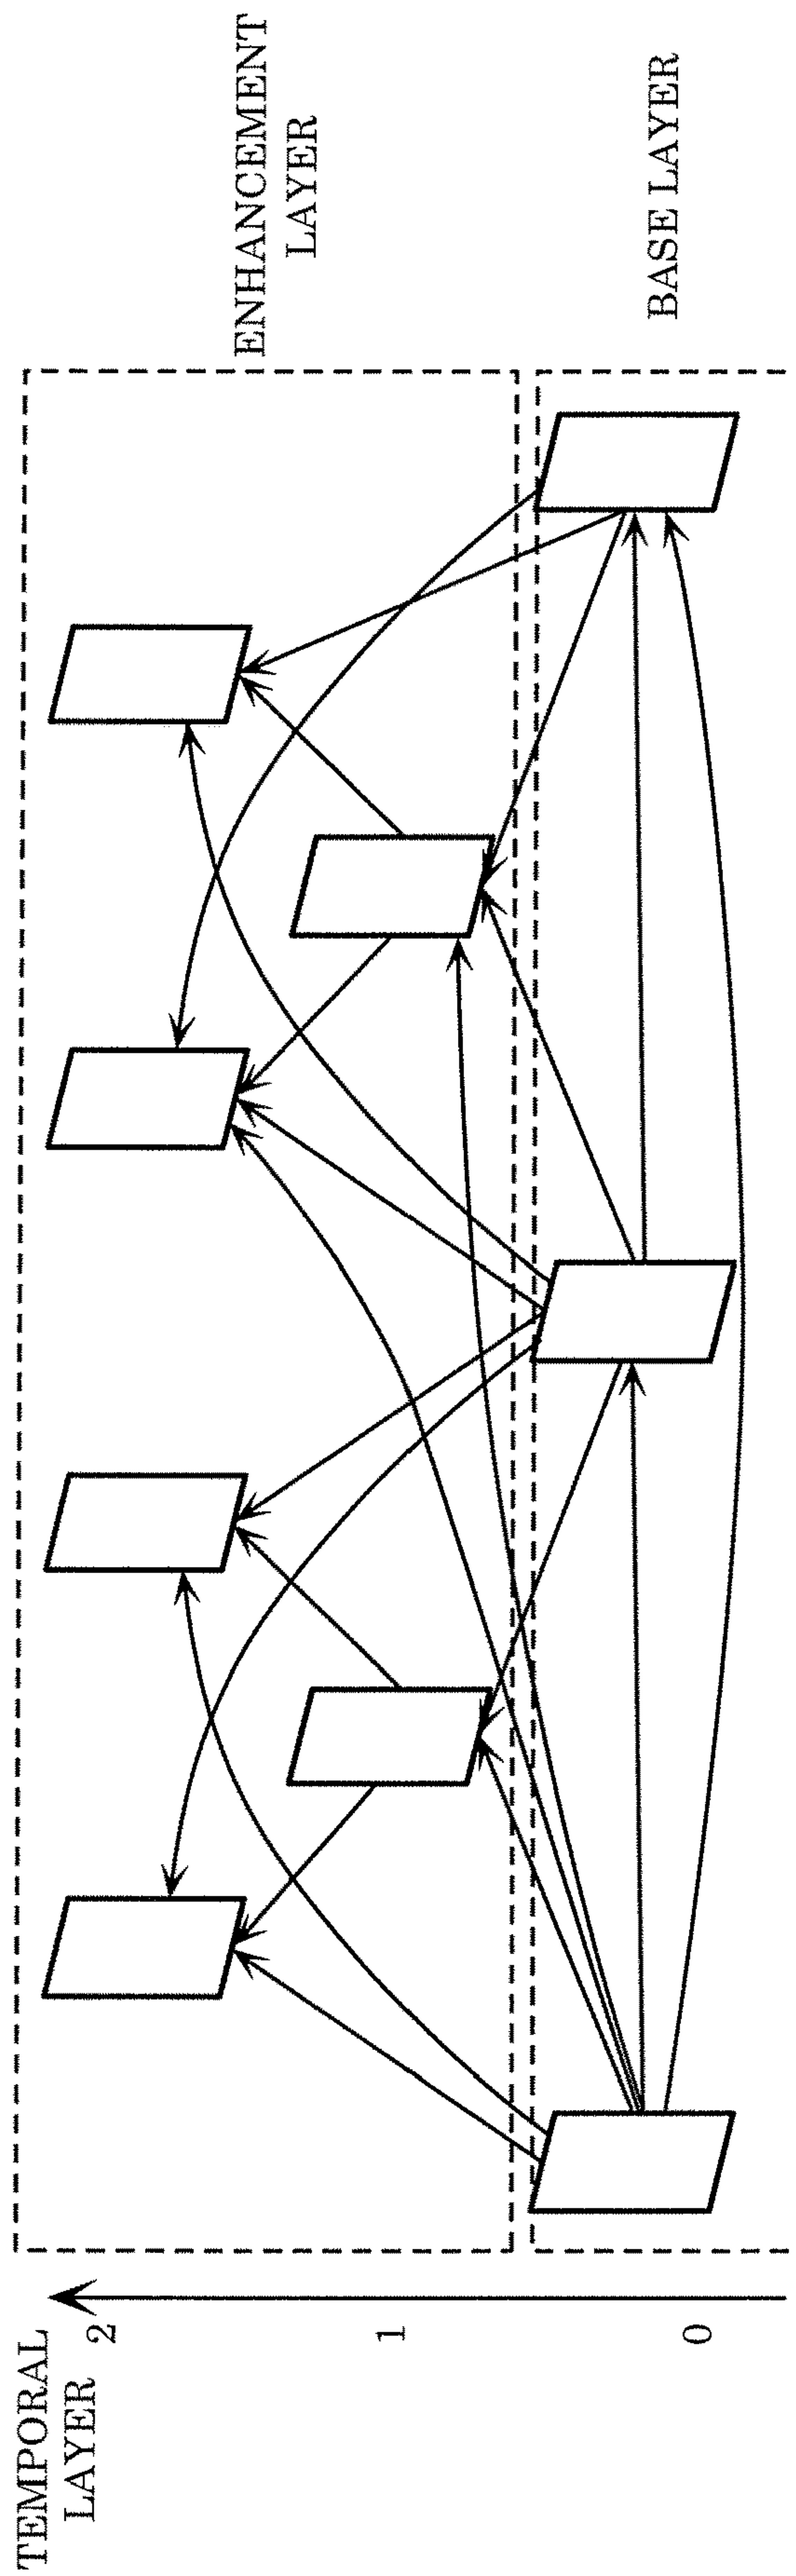 TEMPORAL
LAYER
2
1
0
ENHANCEMENT
LAYER
BASE LAYER